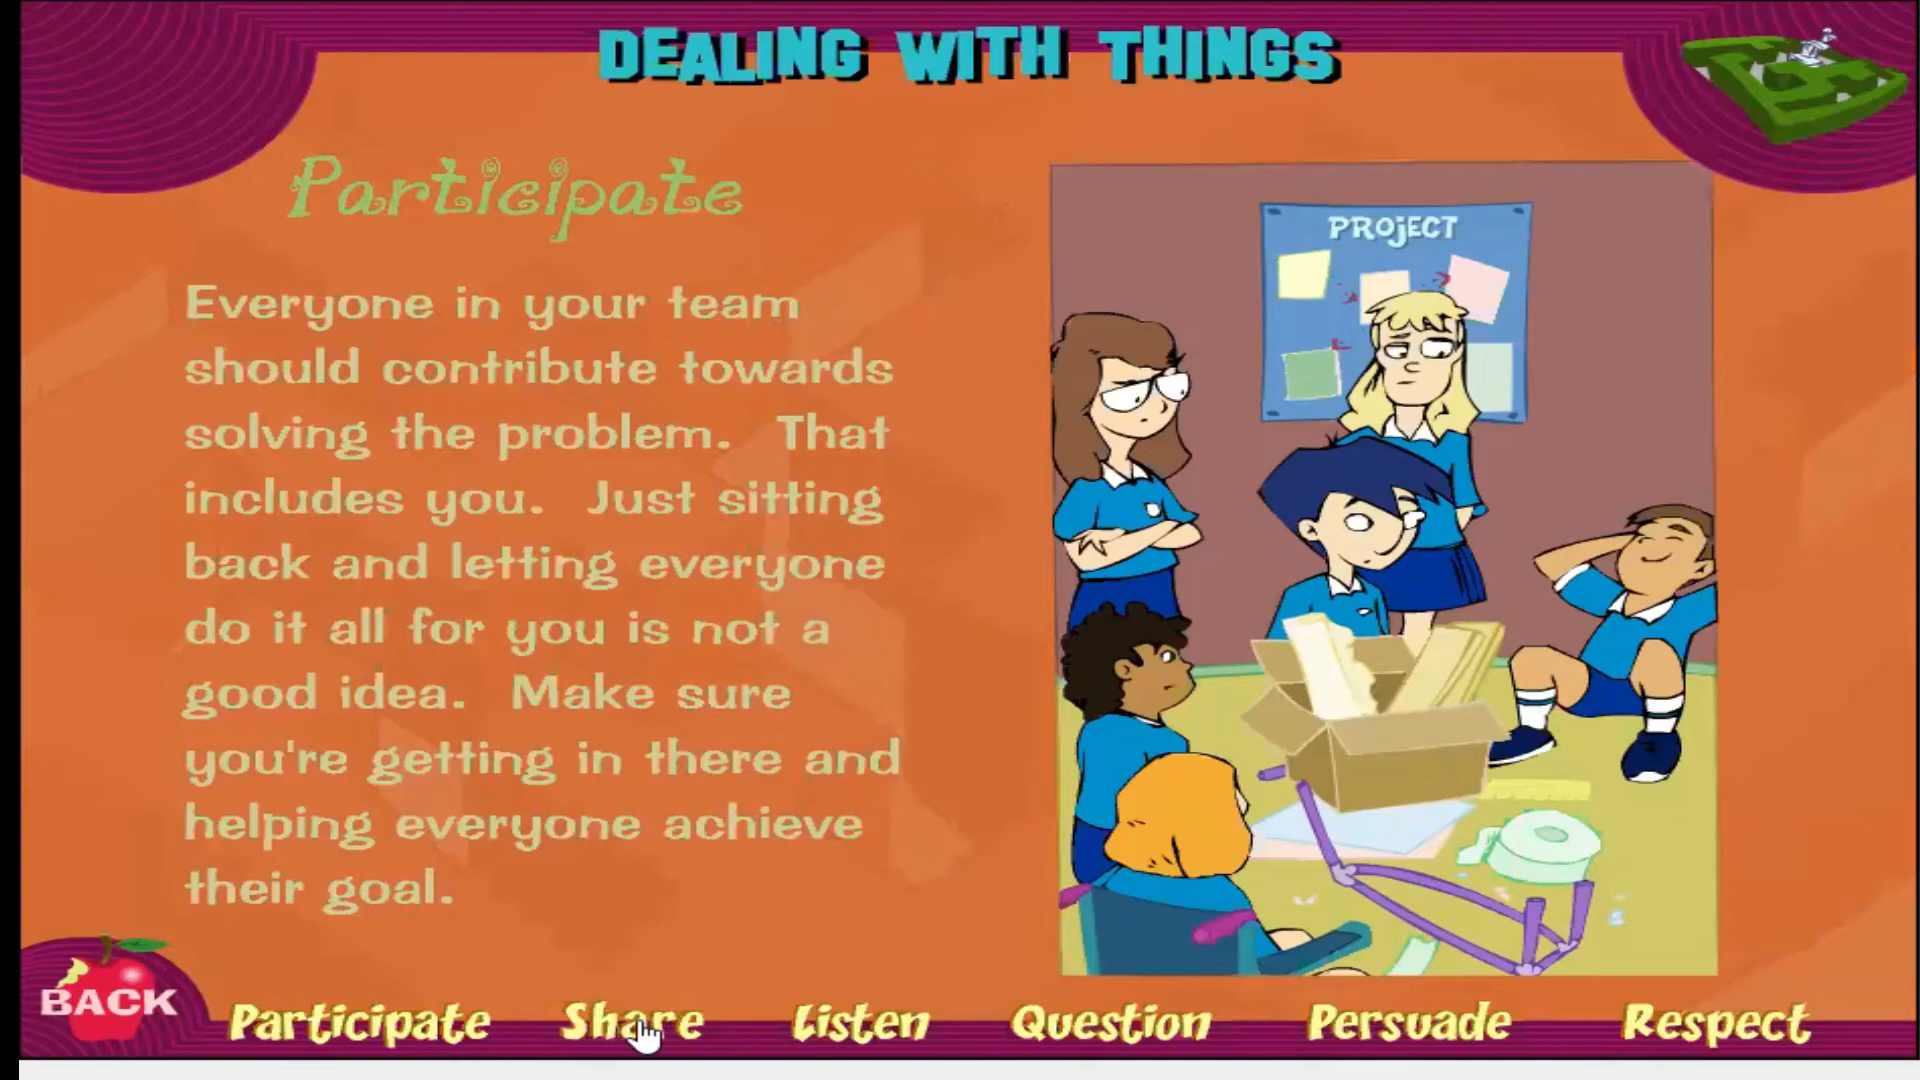 DEALING WITH THINGS
Participate
Everyone in your team
should contribute towards
solving the problem.  That
includes you.  Just sitting
back and letting everyone
do it all for you is not a
good idea.  Make sure
you're getting in there and
helping everyone achieve
their goal.
PROjECT
BACK
Participate
Share
Listen
Question
Persuade
Respect